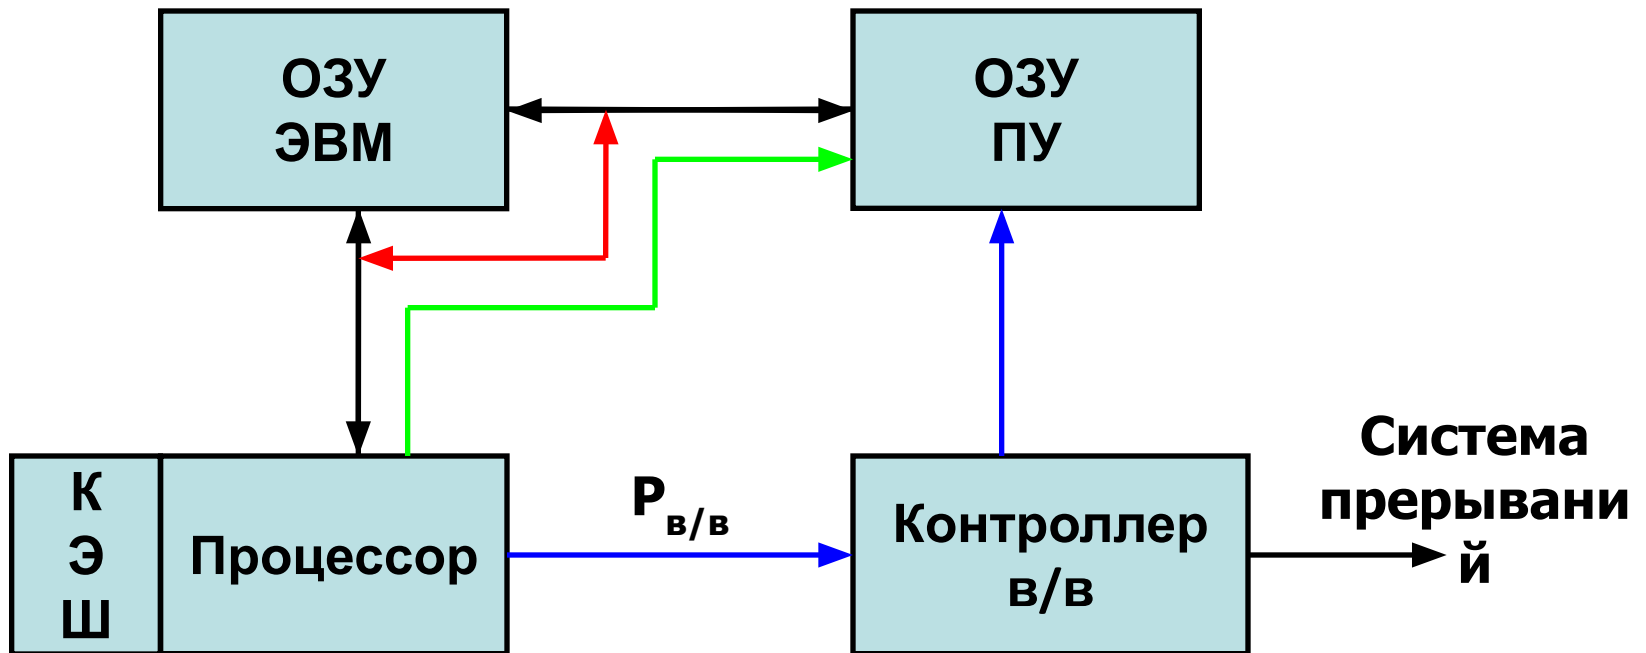 ОЗУ
ЭВМ
ОЗУ
ПУ
К
Э
Ш
Процессор
Рв/в
Контроллер
в/в
Система
прерывани
й